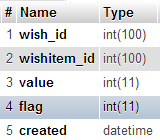 # Name Type
1 wish_id int(100)
2 wishitem_id int(100)
3 value int(11)
4 flag int(11)
5 created datetime